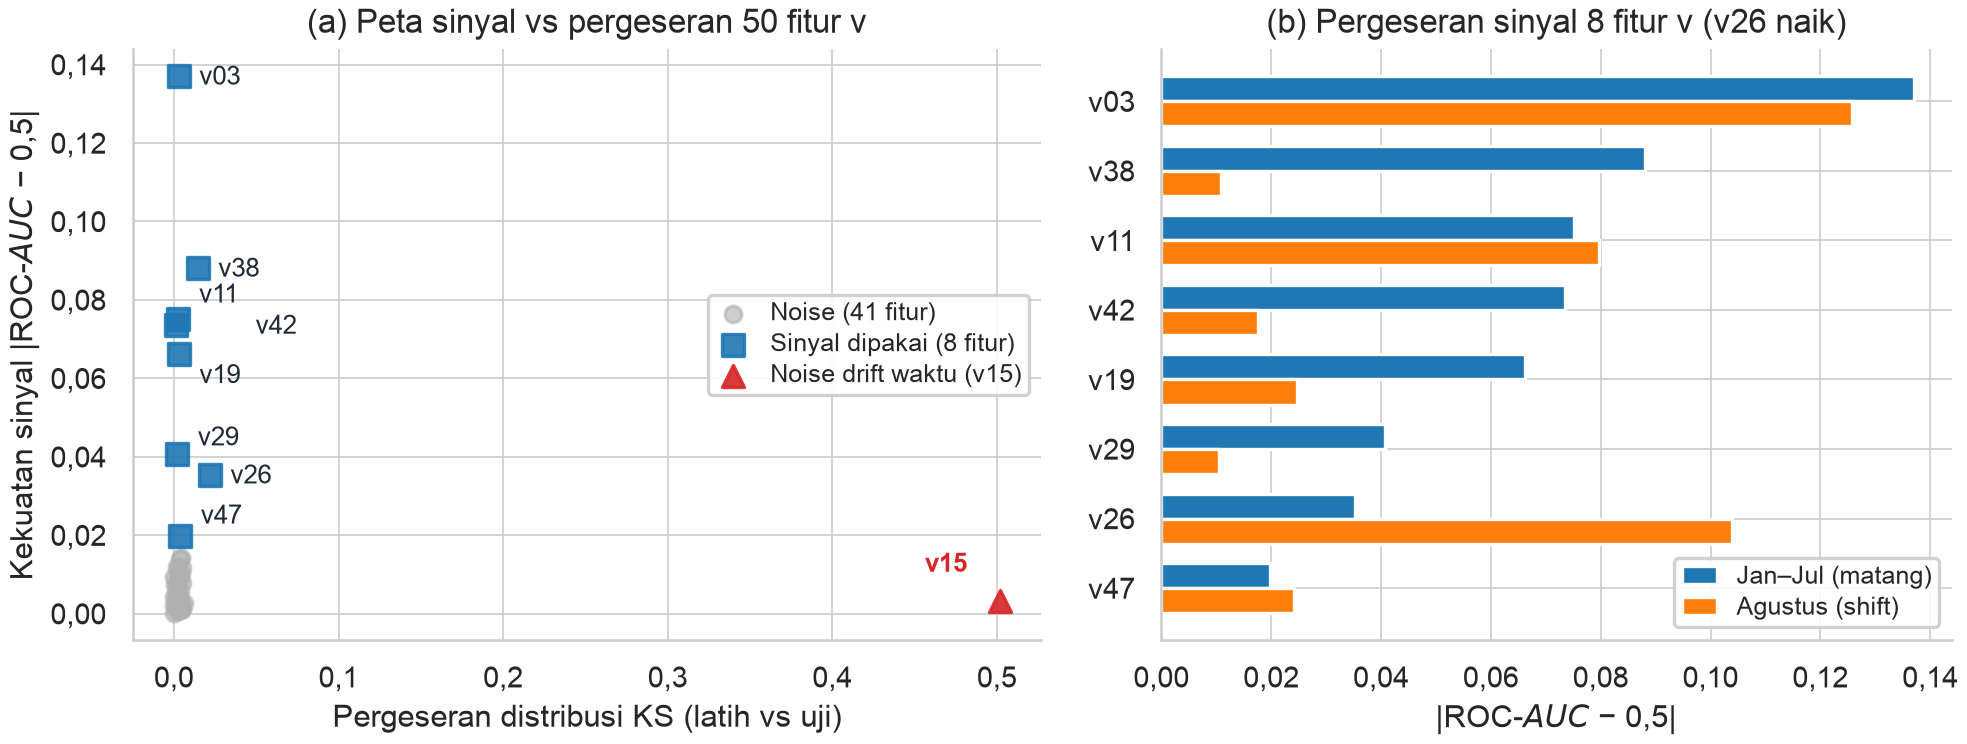 (a) Peta sinyal vs pergeseran 50 fitur v
Kekuatan sinyal |ROC-AUC − 0,5|
0,14
0,12
0,10
0,08
0,06
0,04
0,02
0,00
v03
v38
v11
v42
v19
v29
v26
v47
v15
Noise (41 fitur)
Sinyal dipakai (8 fitur)
Noise drift waktu (v15)
0,0
0,1
0,2
0,3
0,4
0,5
Pergeseran distribusi KS (latih vs uji)
(b) Pergeseran sinyal 8 fitur v (v26 naik)
v03
v38
v11
v42
v19
v29
v26
v47
Jan–Jul (matang)
Agustus (shift)
0,00
0,02
0,04
0,06
0,08
0,10
0,12
0,14
|ROC-AUC − 0,5|